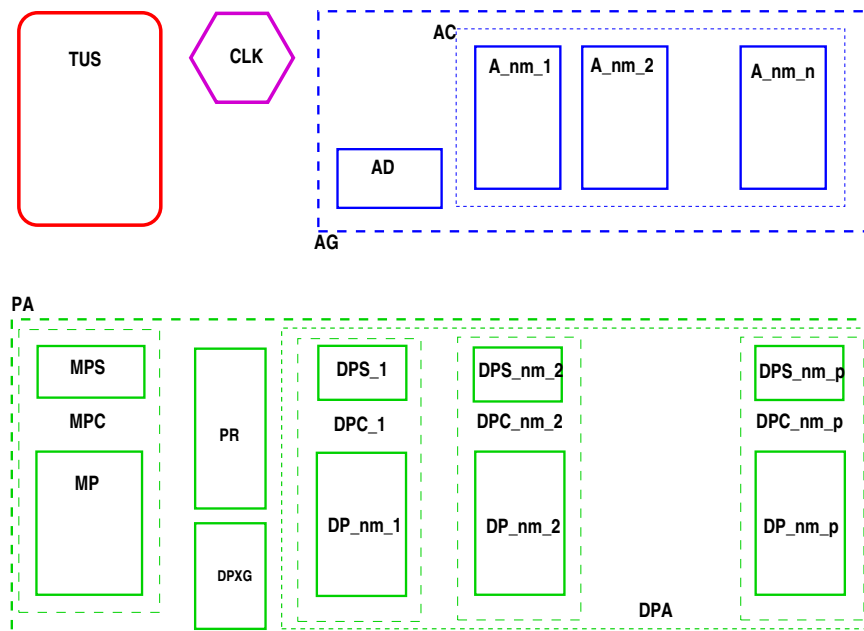 TUS
CLK
AC
A_nm_1
A_nm_2
A_nm_n
AD
AG
PA
MPS
DPS_1
DPS_nm_2
DPS_nm_p
MPC
PR
DPC_1
DPC_nm_2
DPC_nm_p
MP
DP_nm_1
DP_nm_2
DP_nm_p
DPXG
DPA